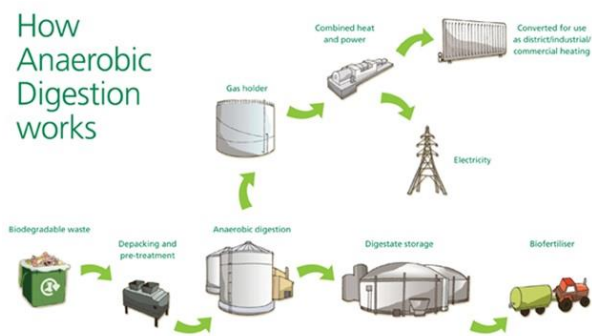 How
Anaerobic
Digestion
works
Combined heat
and power
Converted for use
as district/industrial/
commercial heating
Gas holder
Electricity
Biodegradable waste
Depacking and
pre-treatment
Anaerobic digestion
Digestate storage
Biofertiliser